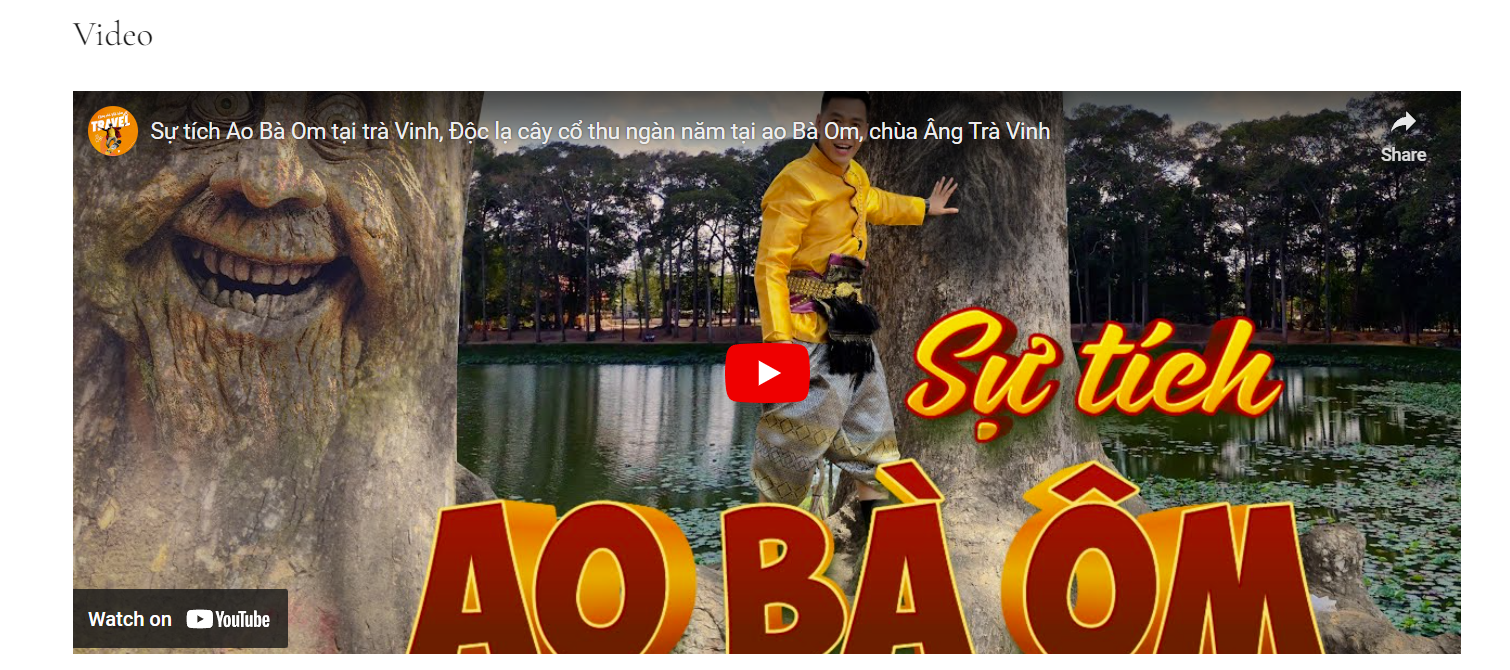 Video
TRAVEL
Sự tích Ao Bà Om tại trà Vinh, Độc lạ cây cổ thu ngàn năm tại ao Bà Om, chùa Âng Trà Vinh
Share
Sự tích
AO BÀ ÔM
Watch on YouTube